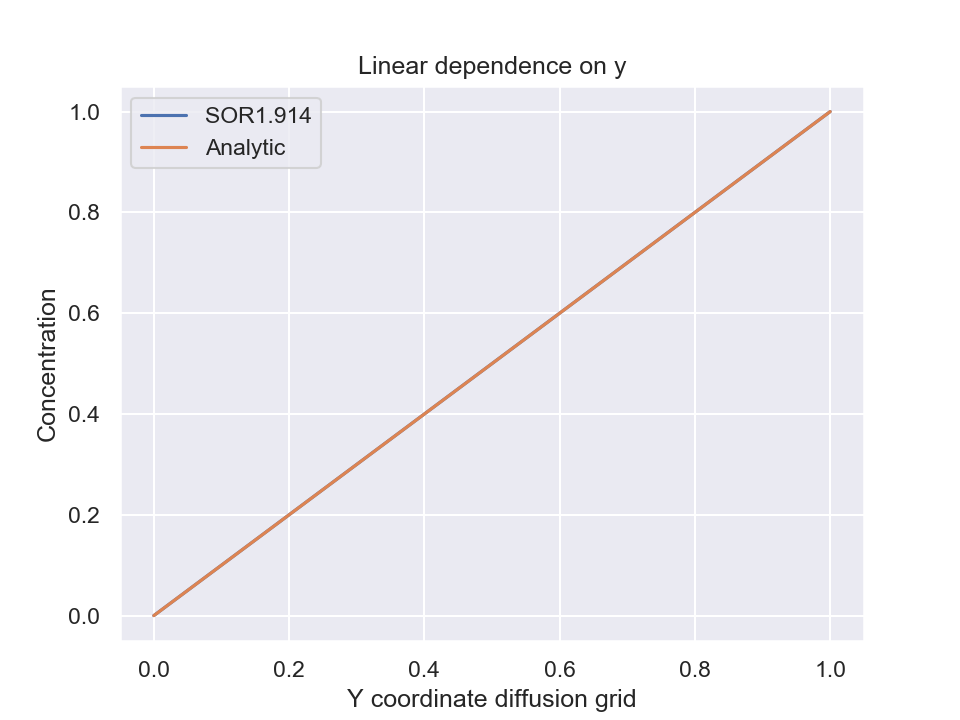 Linear dependence on y
SOR1.914
Analytic
1.0
0.8
0.6
0.4
0.2
0.0
Concentration
0.0 0.2 0.4 0.6 0.8 1.0
Y coordinate diffusion grid